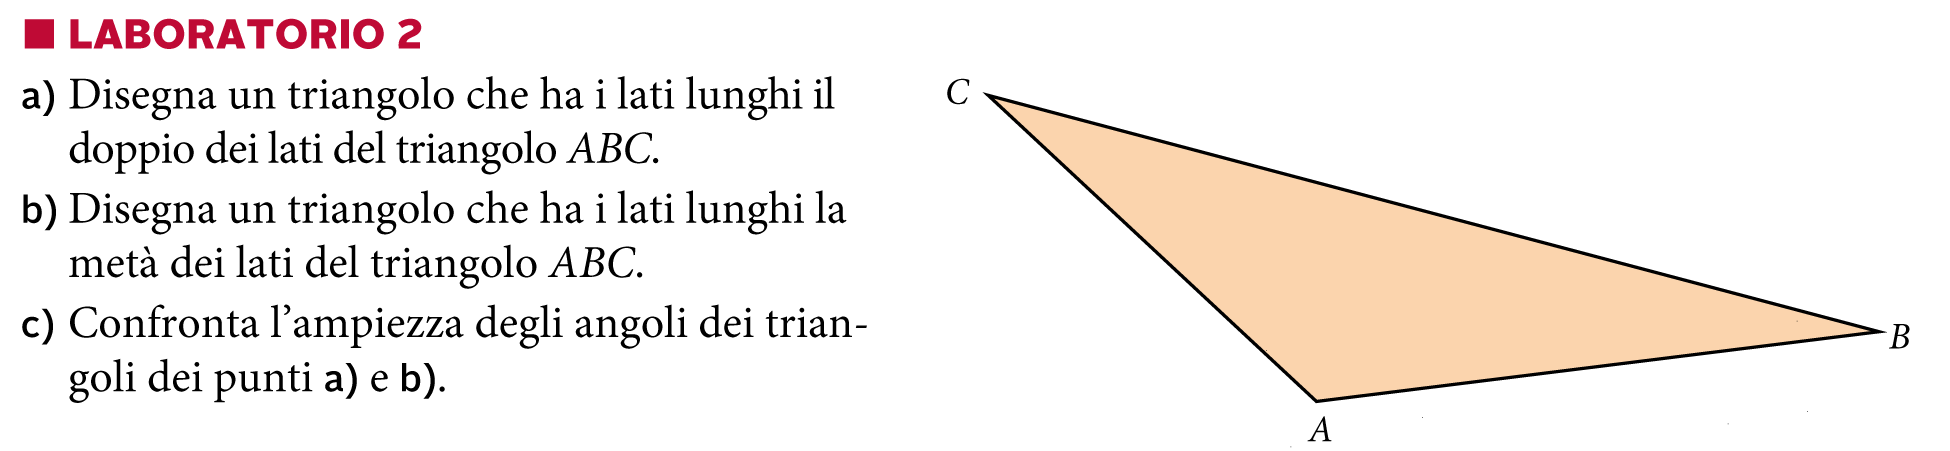 LABORATORIO 2
a) Disegna un triangolo che ha i lati lunghi il
doppio dei lati del triangolo ABC.
b) Disegna un triangolo che ha i lati lunghi la
metà dei lati del triangolo ABC.
c) Confronta l’ampiezza degli angoli dei trian-
goli dei punti a) e b).
C
B
A